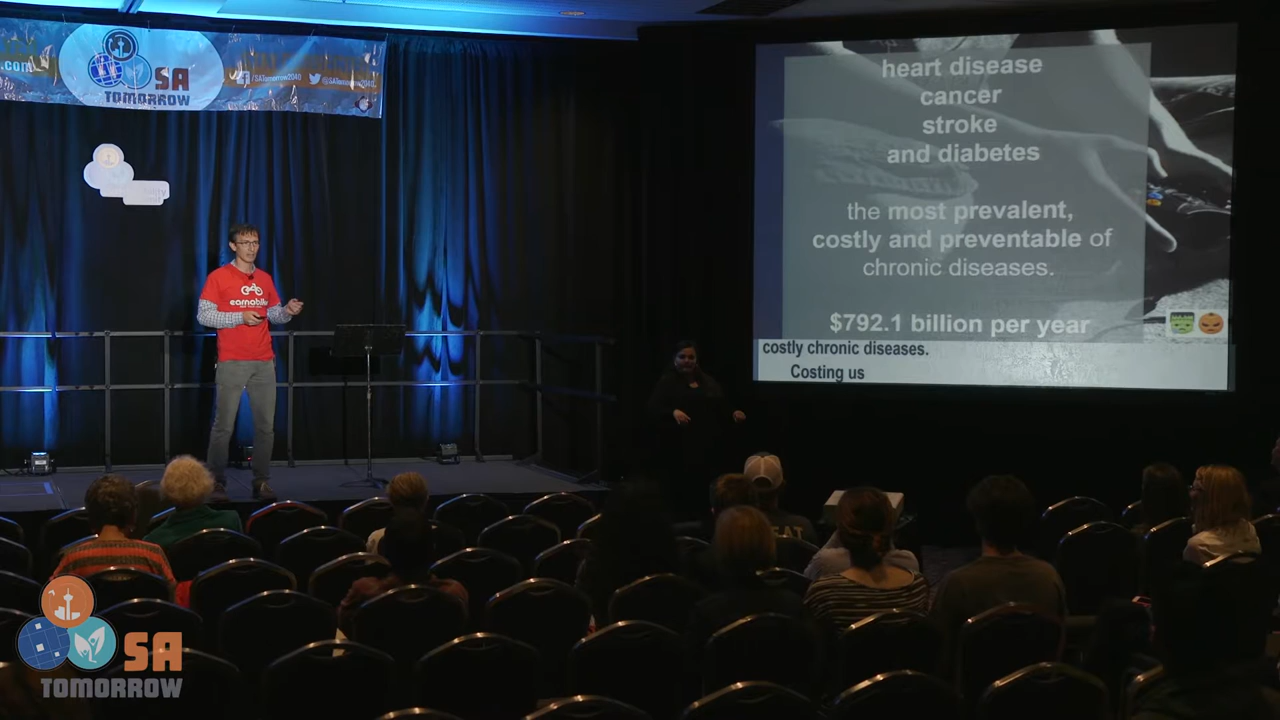 .com
SA
TOMORROW
/SATomorrow2040
@SATomorrow2040
earnabike
heart disease
cancer
stroke
and diabetes
the most prevalent,
costly and preventable of
chronic diseases.
$792.1 billion per year
costly chronic diseases.
Costing us
SA
TOMORROW